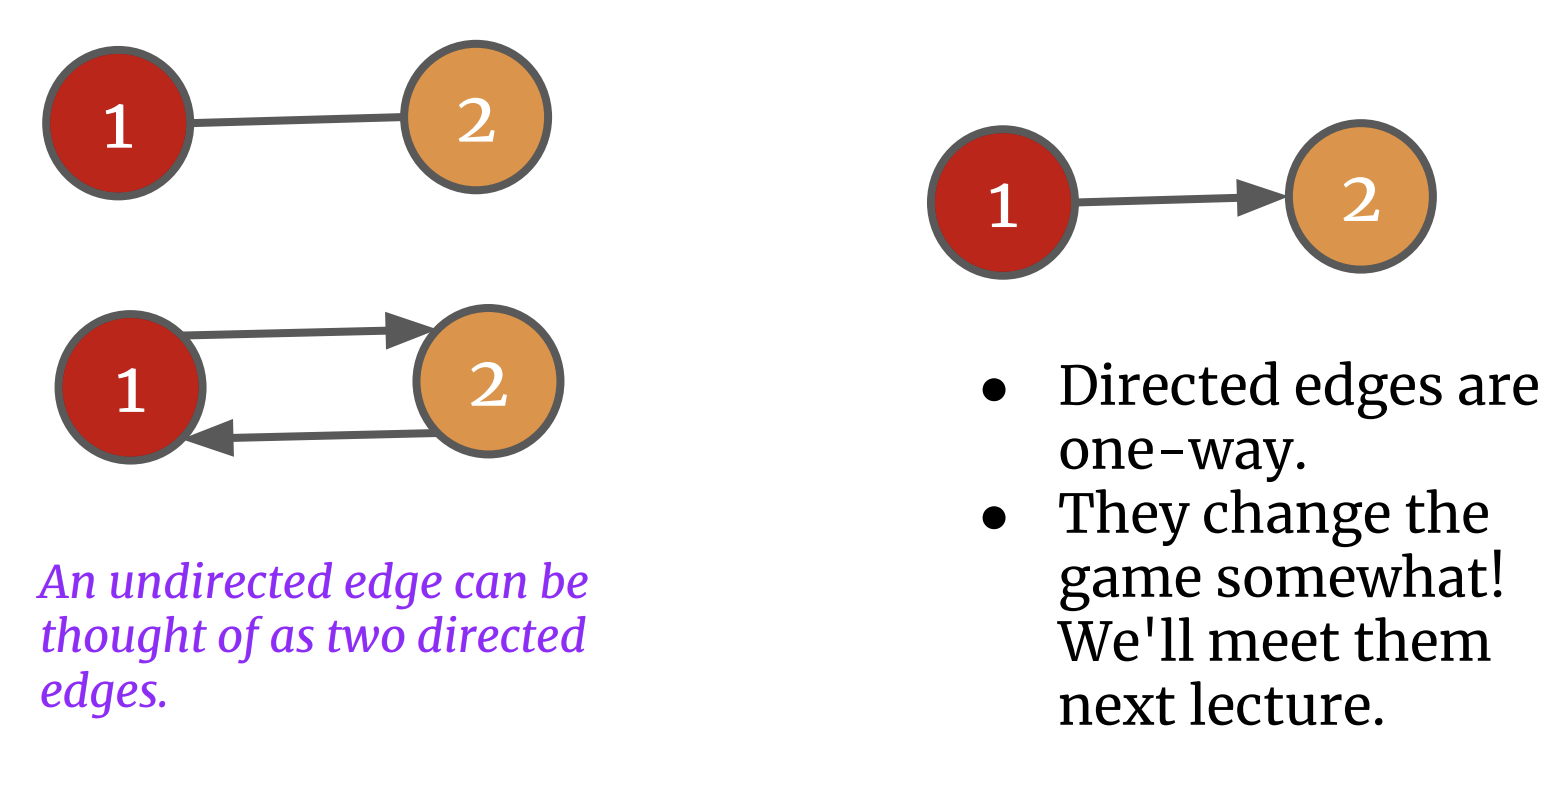 1
2
1
2
An undirected edge can be
thought of as two directed
edges.
1
2
● Directed edges are
one-way.
● They change the
game somewhat!
We'll meet them
next lecture.